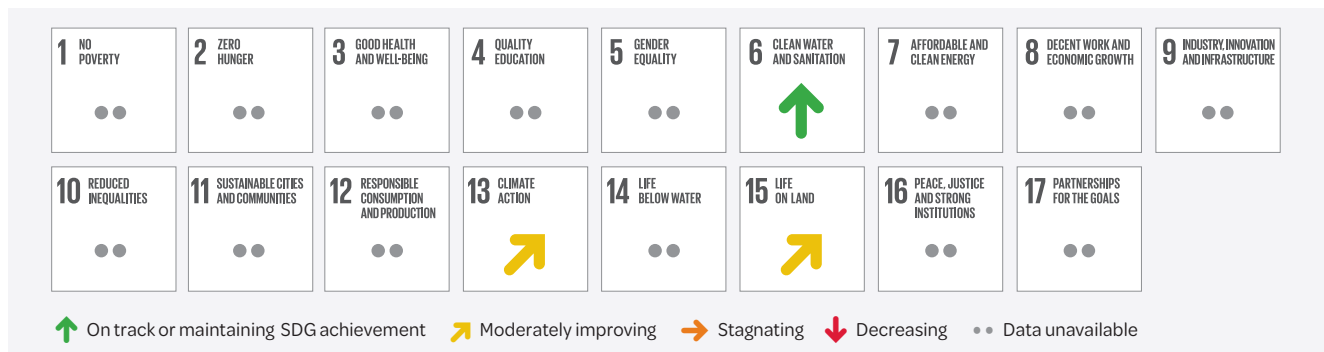 1 NO
POVERTY
2 ZERO
HUNGER
3 GOOD HEALTH
AND WELL-BEING
4 QUALITY
EDUCATION
5 GENDER
EQUALITY
6 CLEAN WATER
AND SANITATION
7 AFFORDABLE AND
CLEAN ENERGY
8 DECENT WORK AND
ECONOMIC GROWTH
9 INDUSTRY, INNOVATION
AND INFRASTRUCTURE
10 REDUCED
INEQUALITIES
11 SUSTAINABLE CITIES
AND COMMUNITIES
12 RESPONSIBLE
CONSUMPTION
AND PRODUCTION
13 CLIMATE
ACTION
14 LIFE
BELOW WATER
15 LIFE
ON LAND
16 PEACE, JUSTICE
AND STRONG
INSTITUTIONS
17 PARTNERSHIPS
FOR THE GOALS
On track or maintaining SDG achievement Moderately improving Stagnating Decreasing Data unavailable